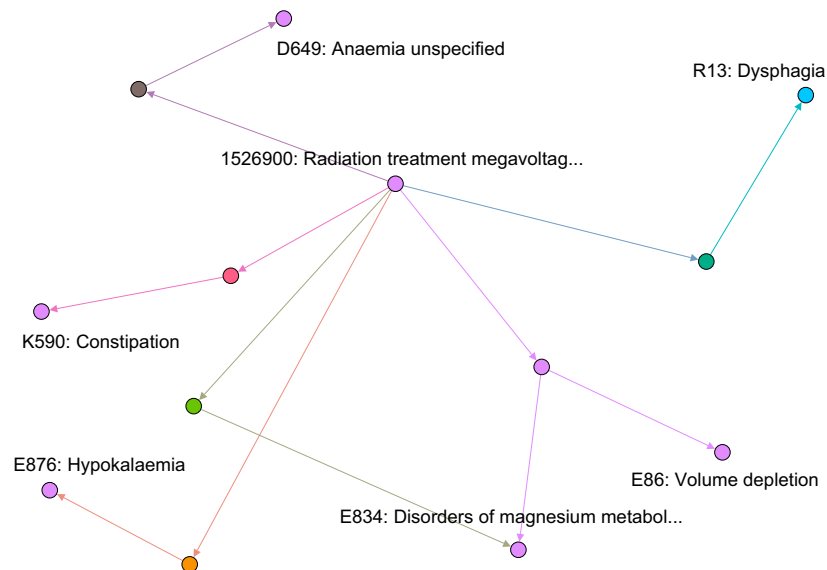 D649: Anaemia unspecified
R13: Dysphagia
1526900: Radiation treatment megavoltag...
K590: Constipation
E876: Hypokalaemia
E86: Volume depletion
E834: Disorders of magnesium metabol...